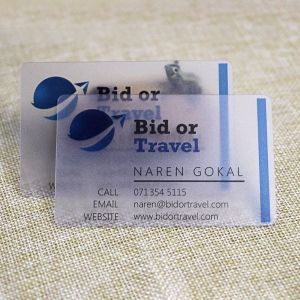 Bid or
Travel
Bid or
Travel
NAREN GOKAL
CALL 071 354 5115
EMAIL naren@bidortravel.com
WEBSITE www.bidortravel.com